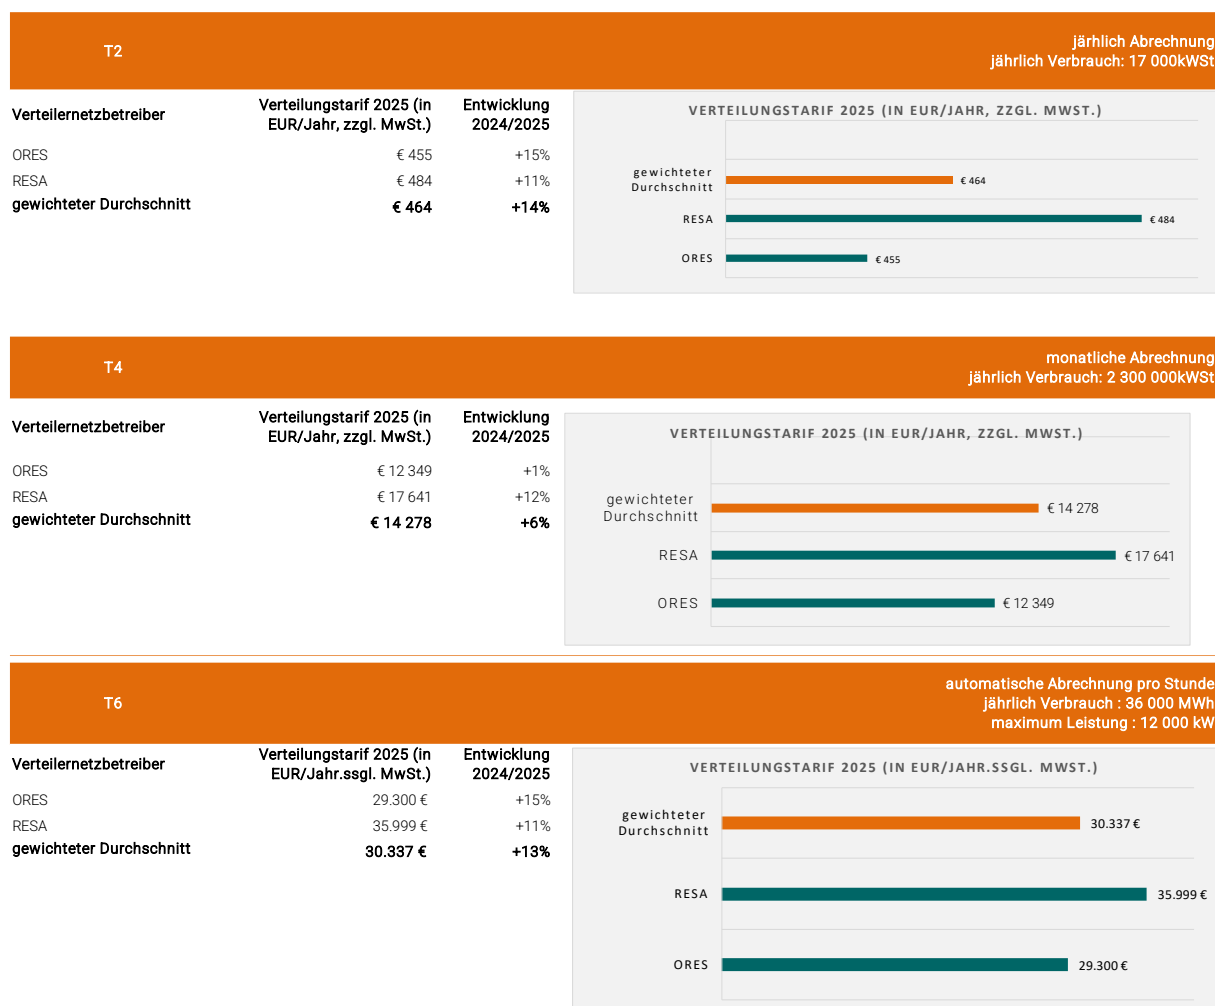 T2
järhlich Abrechnung
jährlich Verbrauch: 17 000kWSt
Verteilernetzbetreiber
Verteilungstarif 2025 (in
EUR/Jahr, zzgl. MwSt.)
Entwicklung
2024/2025
ORES € 455 +15%
RESA € 484 +11%
gewichteter Durchschnitt € 464 +14%
VERTEILUNGSTARIF 2025 (IN EUR/JAHR, ZZGL. MWST.)
gewichteter
Durchschnitt
€ 464
RESA € 484
ORES € 455
T4
monatliche Abrechnung
jährlich Verbrauch: 2 300 000kWSt
Verteilernetzbetreiber
Verteilungstarif 2025 (in
EUR/Jahr, zzgl. MwSt.)
Entwicklung
2024/2025
ORES € 12 349 +1%
RESA € 17 641 +12%
gewichteter Durchschnitt € 14 278 +6%
VERTEILUNGSTARIF 2025 (IN EUR/JAHR, ZZGL. MWST.)
gewichteter
Durchschnitt
€ 14 278
RESA € 17 641
ORES € 12 349
T6
automatische Abrechnung pro Stunde
jährlich Verbrauch : 36 000 MWh
maximum Leistung : 12 000 kW
Verteilernetzbetreiber
Verteilungstarif 2025 (in
EUR/Jahr.ssgl. MwSt.)
Entwicklung
2024/2025
ORES 29.300 € +15%
RESA 35.999 € +11%
gewichteter Durchschnitt 30.337 € +13%
VERTEILUNGSTARIF 2025 (IN EUR/JAHR.SSGL. MWST.)
gewichteter
Durchschnitt
30.337 €
RESA 35.999 €
ORES 29.300 €